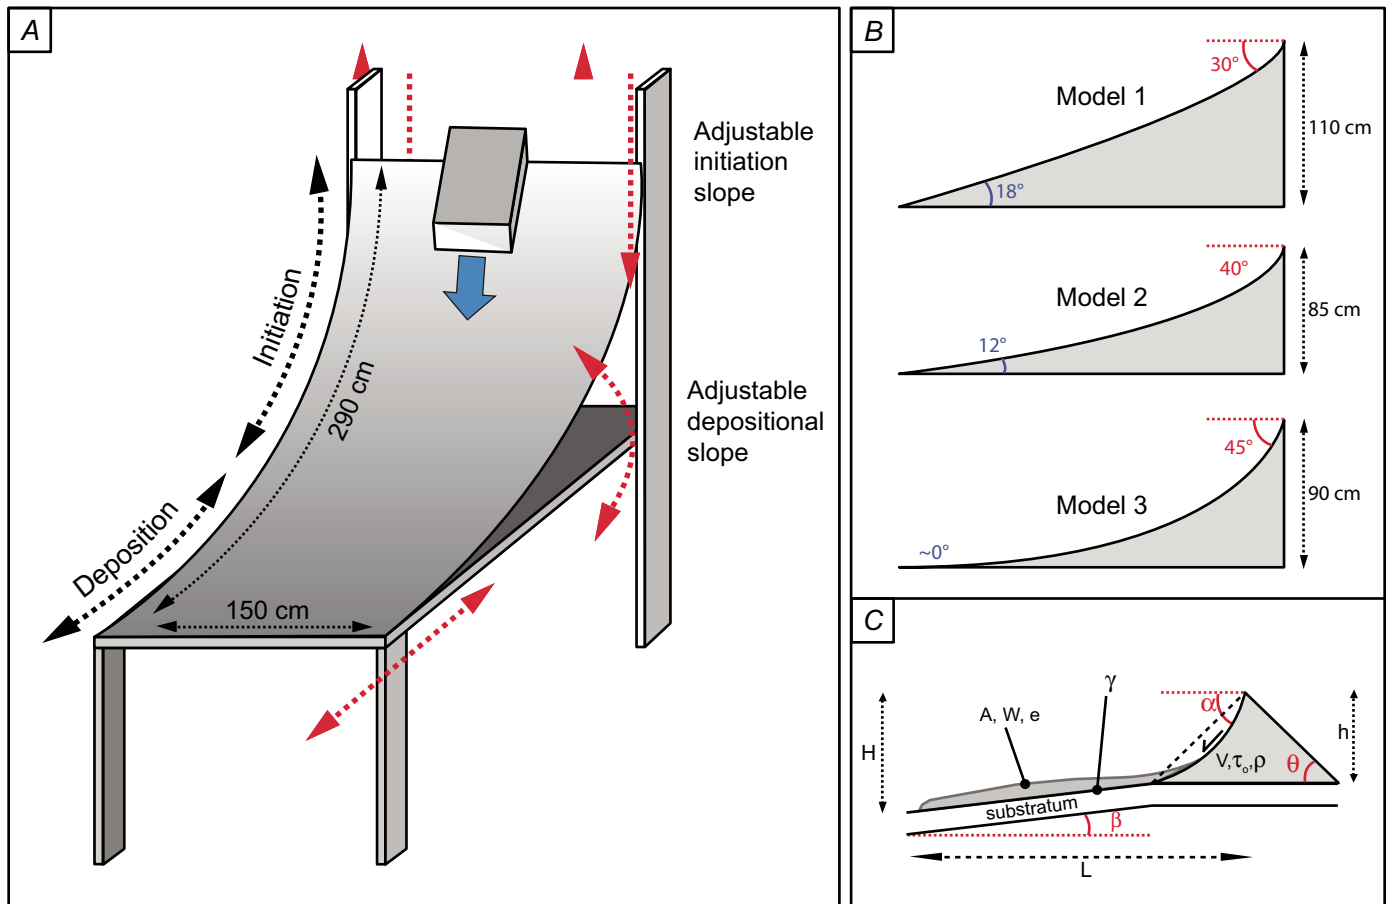 A
Adjustable
initiation
slope
Initiation
290 cm
Adjustable
depositional
slope
Deposition
150 cm
B
30°
Model 1
110 cm
18°
40°
Model 2
85 cm
12°
45°
Model 3
90 cm
~0°
C
γ
α
A, W, e
H
h
V,τₒ,ρ
θ
substratum
β
L